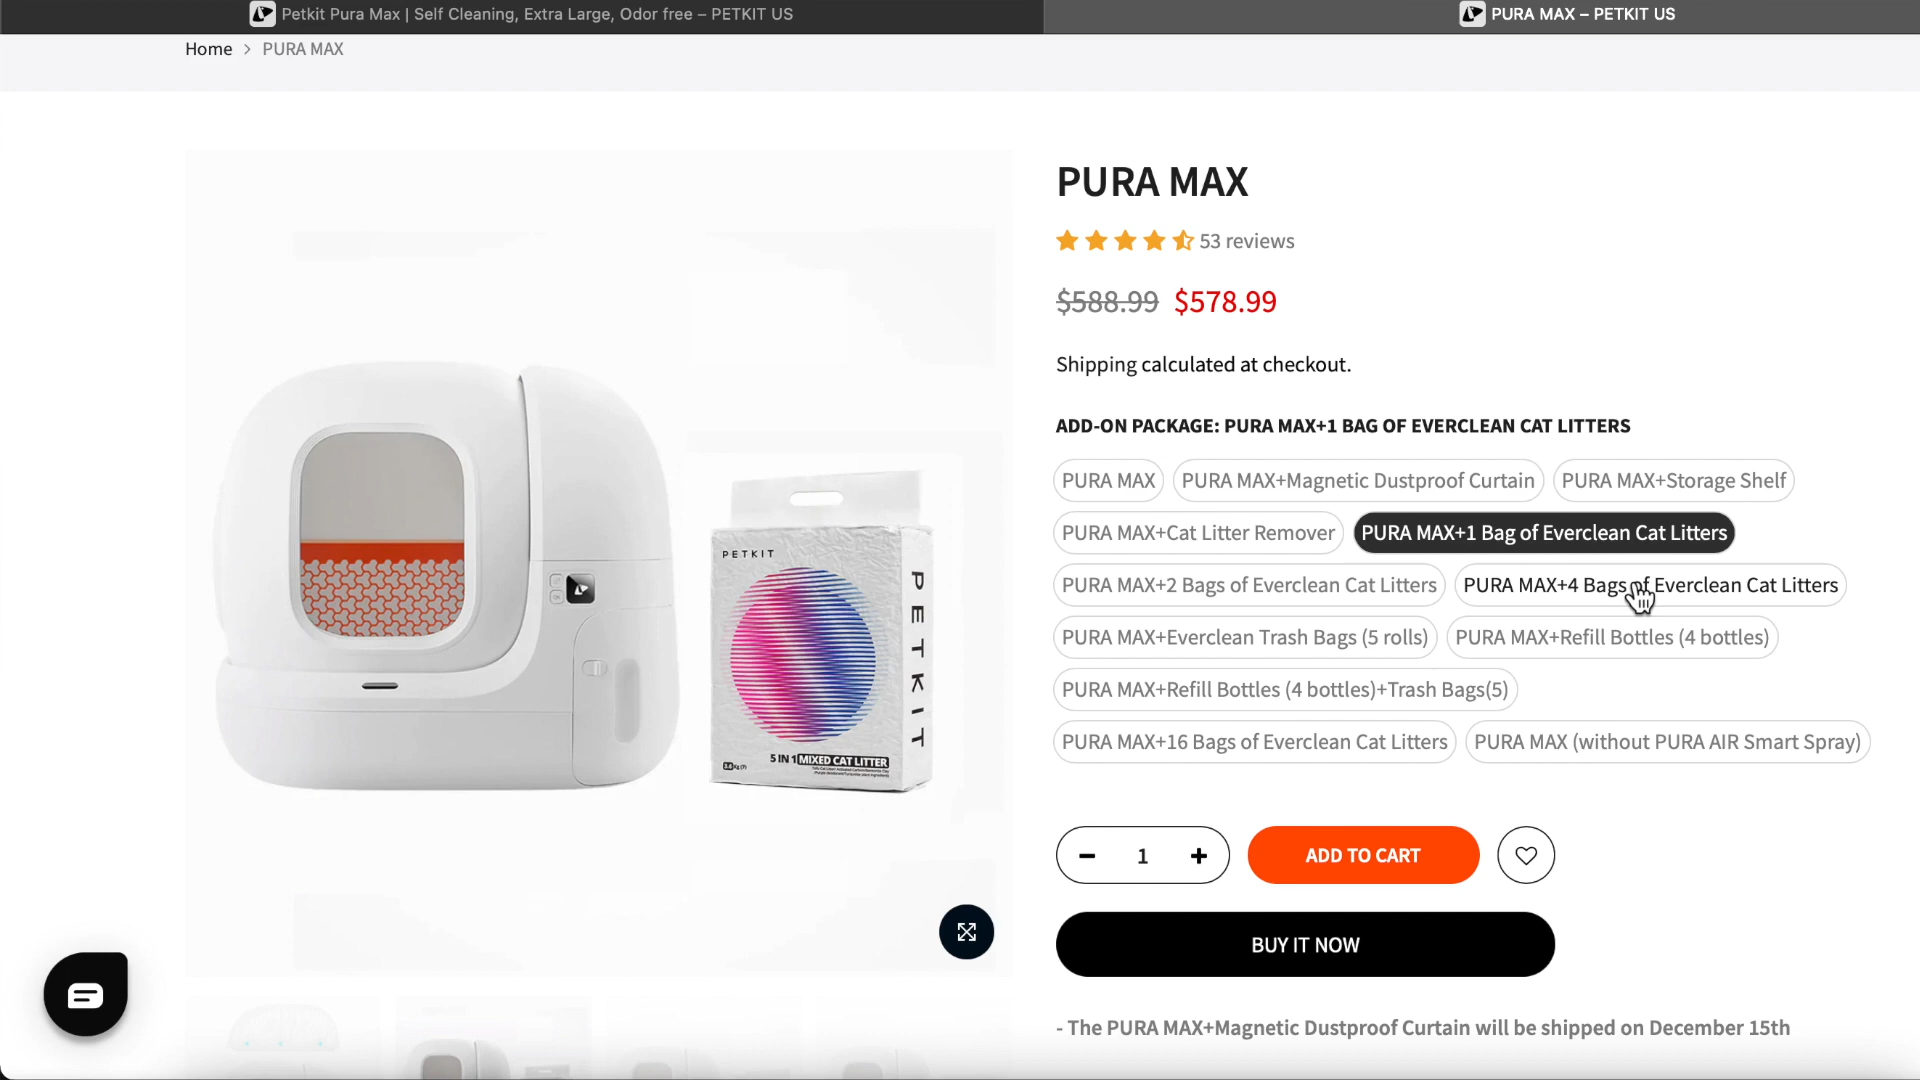 Petkit Pura Max | Self Cleaning, Extra Large, Odor free – PETKIT US
PURA MAX – PETKIT US
Home > PURA MAX
PURA MAX
53 reviews
$588.99 $578.99
Shipping calculated at checkout.
ADD-ON PACKAGE: PURA MAX+1 BAG OF EVERCLEAN CAT LITTERS
PURA MAX PURA MAX+Magnetic Dustproof Curtain PURA MAX+Storage Shelf
PURA MAX+Cat Litter Remover PURA MAX+1 Bag of Everclean Cat Litters
PURA MAX+2 Bags of Everclean Cat Litters PURA MAX+4 Bags of Everclean Cat Litters
PURA MAX+Everclean Trash Bags (5 rolls) PURA MAX+Refill Bottles (4 bottles)
PURA MAX+Refill Bottles (4 bottles)+Trash Bags(5)
PURA MAX+16 Bags of Everclean Cat Litters PURA MAX (without PURA AIR Smart Spray)
1 ADD TO CART
BUY IT NOW
- The PURA MAX+Magnetic Dustproof Curtain will be shipped on December 15th
PETKIT
PETKIT
5 IN 1 MIXED CAT LITTER